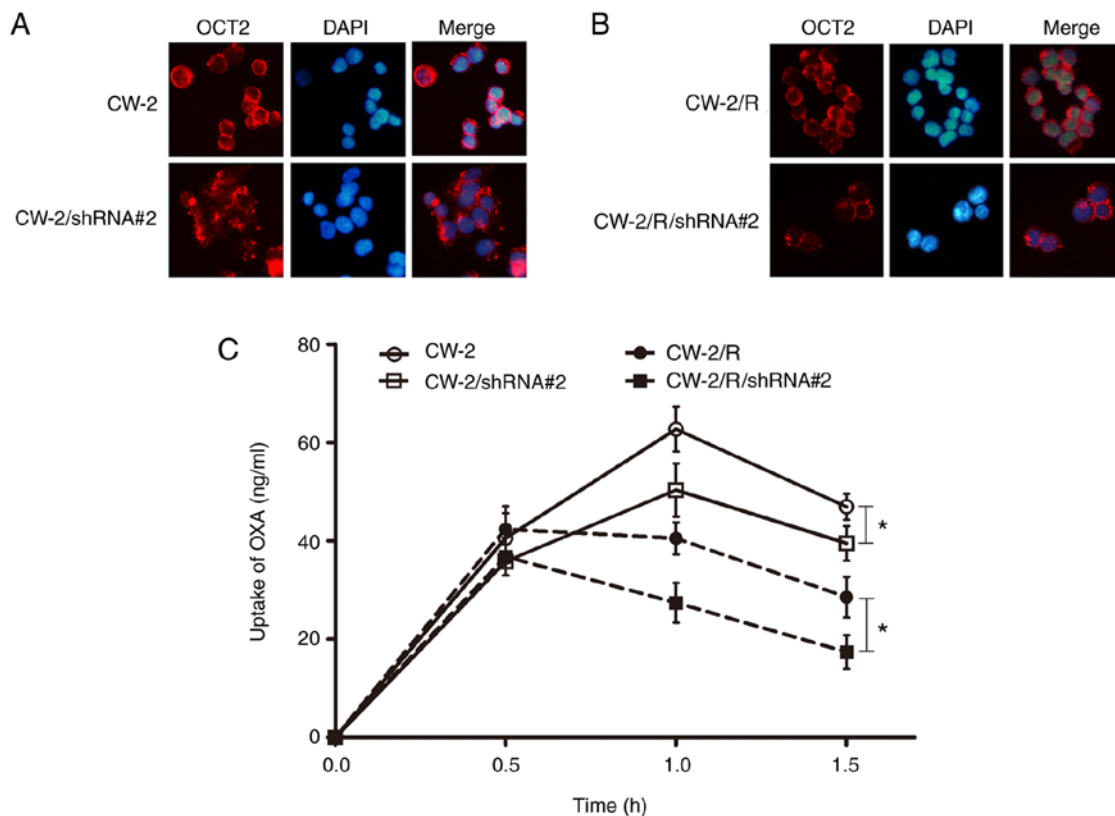 A
OCT2 DAPI Merge
CW-2
CW-2/shRNA#2
B
OCT2 DAPI Merge
CW-2/R
CW-2/R/shRNA#2
C
CW-2 CW-2/R
CW-2/shRNA#2 CW-2/R/shRNA#2
Uptake of OXA (ng/ml)
80
60
40
20
0
*
*
0.0 0.5 1.0 1.5
Time (h)